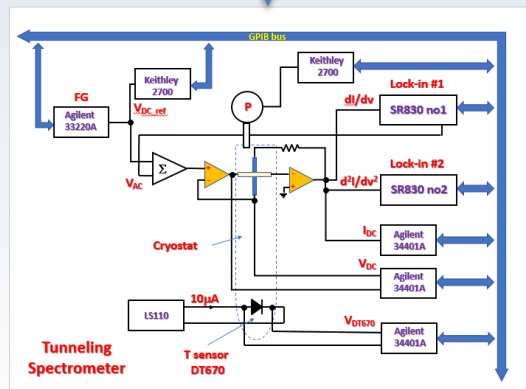 GPIB bus
Keithley
2700
Keithley
2700
FG
Agilent
33220A
V_DC_ref
P
Lock-in #1
dI/dv
SR830 no1
Σ
V_AC
+
-
-
+
Lock-in #2
d²I/dv²
SR830 no2
I_DC
Agilent
34401A
Cryostat
V_DC
Agilent
34401A
10µA
LS110
V_DT670
Agilent
34401A
T sensor
DT670
Tunneling
Spectrometer